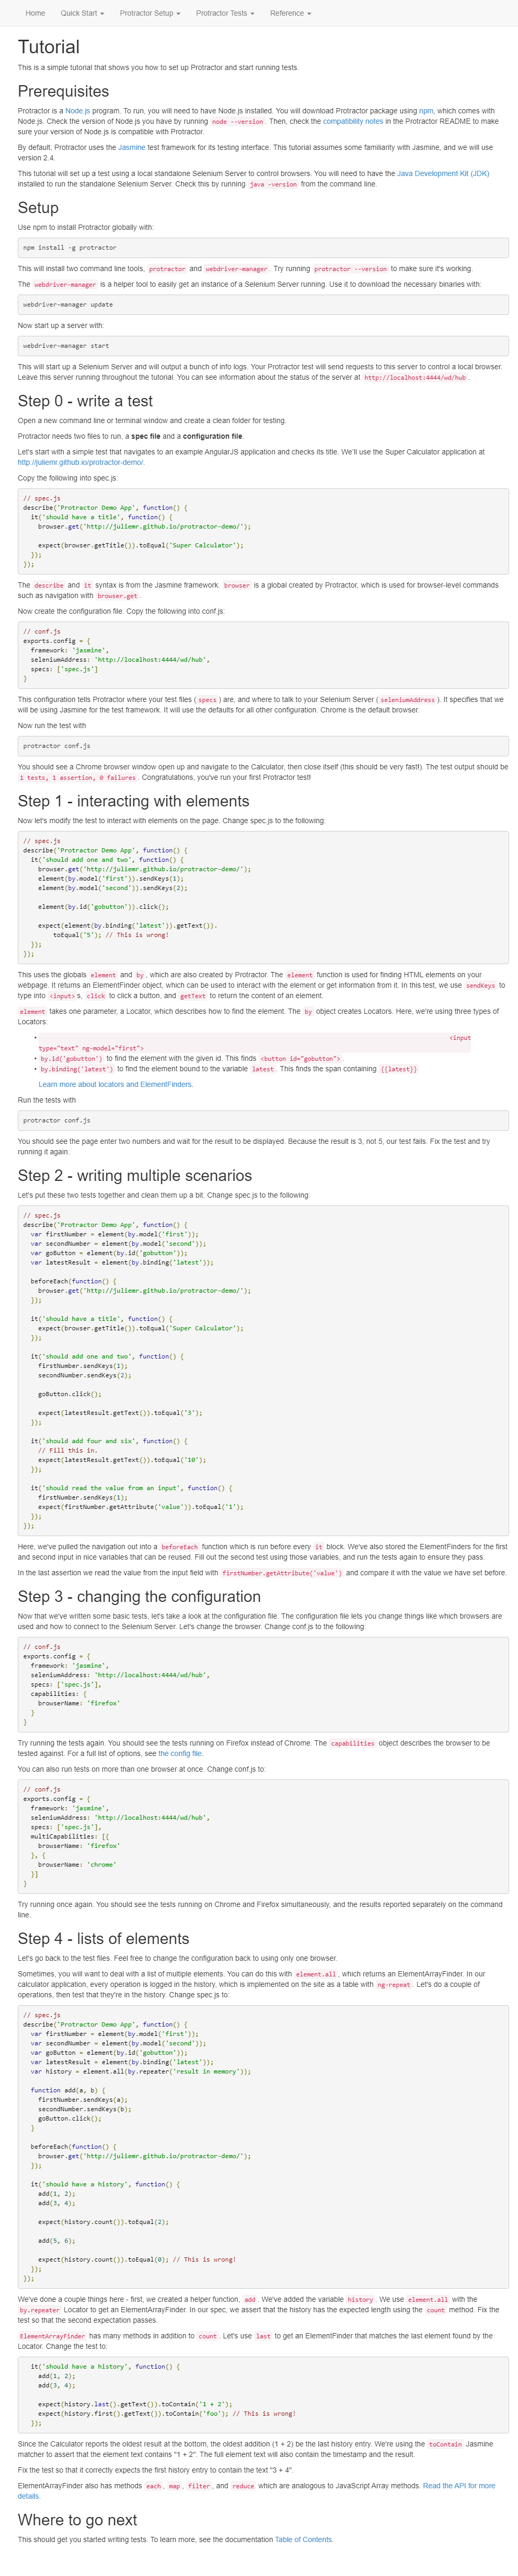 Home Quick Start Protractor Setup Protractor Tests Reference
Tutorial
This is a simple tutorial that shows you how to set up Protractor and start running tests.
Prerequisites
Protractor is a Node.js program. To run, you will need to have Node.js installed. You will download Protractor package using npm, which comes with
Node.js. Check the version of Node.js you have by running node --version . Then, check the compatibility notes in the Protractor README to make
sure your version of Node.js is compatible with Protractor.
By default, Protractor uses the Jasmine test framework for its testing interface. This tutorial assumes some familiarity with Jasmine, and we will use
version 2.4.
This tutorial will set up a test using a local standalone Selenium Server to control browsers. You will need to have the Java Development Kit (JDK)
installed to run the standalone Selenium Server. Check this by running java -version from the command line.
Setup
Use npm to install Protractor globally with:
npm install -g protractor
This will install two command line tools, protractor and webdriver-manager. Try running protractor --version to make sure it's working.
The webdriver-manager is a helper tool to easily get an instance of a Selenium Server running. Use it to download the necessary binaries with:
webdriver-manager update
Now start up a server with:
webdriver-manager start
This will start up a Selenium Server and will output a bunch of info logs. Your Protractor test will send requests to this server to control a local browser.
Leave this server running throughout the tutorial. You can see information about the status of the server at http://localhost:4444/wd/hub .
Step 0 - write a test
Open a new command line or terminal window and create a clean folder for testing.
Protractor needs two files to run, a spec file and a configuration file.
Let's start with a simple test that navigates to an example AngularJS application and checks its title. We'll use the Super Calculator application at
http://juliemr.github.io/protractor-demo/.
Copy the following into spec.js:
// spec.js
describe('Protractor Demo App', function() {
it('should have a title', function() {
browser.get('http://juliemr.github.io/protractor-demo/');
expect(browser.getTitle()).toEqual('Super Calculator');
});
});
The describe and it syntax is from the Jasmine framework. browser is a global created by Protractor, which is used for browser-level commands
such as navigation with browser.get .
Now create the configuration file. Copy the following into conf.js:
// conf.js
exports.config = {
framework: 'jasmine',
seleniumAddress: 'http://localhost:4444/wd/hub',
specs: ['spec.js']
}
This configuration tells Protractor where your test files ( specs ) are, and where to talk to your Selenium Server ( seleniumAddress ). It specifies that we
will be using Jasmine for the test framework. It will use the defaults for all other configuration. Chrome is the default browser.
Now run the test with
protractor conf.js
You should see a Chrome browser window open up and navigate to the Calculator, then close itself (this should be very fast!). The test output should be
1 tests, 1 assertion, 0 failures . Congratulations, you've run your first Protractor test!
Step 1 - interacting with elements
Now let's modify the test to interact with elements on the page. Change spec.js to the following:
// spec.js
describe('Protractor Demo App', function() {
it('should add one and two', function() {
browser.get('http://juliemr.github.io/protractor-demo/');
element(by.model('first')).sendKeys(1);
element(by.model('second')).sendKeys(2);
element(by.id('gobutton')).click();
expect(element(by.binding('latest')).getText()).
toEqual('5'); // This is wrong!
});
});
This uses the globals element and by , which are also created by Protractor. The element function is used for finding HTML elements on your
webpage. It returns an ElementFinder object, which can be used to interact with the element or get information from it. In this test, we use sendKeys to
type into <input> s, click to click a button, and getText to return the content of an element.
element takes one parameter, a Locator, which describes how to find the element. The by object creates Locators. Here, we're using three types of
Locators:
• <input
type="text" ng-model="first">
• by.id('gobutton') to find the element with the given id. This finds <button id="gobutton"> .
• by.binding('latest') to find the element bound to the variable latest . This finds the span containing {{latest}}
Learn more about locators and ElementFinders.
Run the tests with
protractor conf.js
You should see the page enter two numbers and wait for the result to be displayed. Because the result is 3, not 5, our test fails. Fix the test and try
running it again.
Step 2 - writing multiple scenarios
Let's put these two tests together and clean them up a bit. Change spec.js to the following:
// spec.js
describe('Protractor Demo App', function() {
var firstNumber = element(by.model('first'));
var secondNumber = element(by.model('second'));
var goButton = element(by.id('gobutton'));
var latestResult = element(by.binding('latest'));
beforeEach(function() {
browser.get('http://juliemr.github.io/protractor-demo/');
});
it('should have a title', function() {
expect(browser.getTitle()).toEqual('Super Calculator');
});
it('should add one and two', function() {
firstNumber.sendKeys(1);
secondNumber.sendKeys(2);
goButton.click();
expect(latestResult.getText()).toEqual('3');
});
it('should add four and six', function() {
// Fill this in.
expect(latestResult.getText()).toEqual('10');
});
it('should read the value from an input', function() {
firstNumber.sendKeys(1);
expect(firstNumber.getAttribute('value')).toEqual('1');
});
});
Here, we've pulled the navigation out into a beforeEach function which is run before every it block. We've also stored the ElementFinders for the first
and second input in nice variables that can be reused. Fill out the second test using those variables, and run the tests again to ensure they pass.
In the last assertion we read the value from the input field with firstNumber.getAttribute('value') and compare it with the value we have set before.
Step 3 - changing the configuration
Now that we've written some basic tests, let's take a look at the configuration file. The configuration file lets you change things like which browsers are
used and how to connect to the Selenium Server. Let's change the browser. Change conf.js to the following:
// conf.js
exports.config = {
framework: 'jasmine',
seleniumAddress: 'http://localhost:4444/wd/hub',
specs: ['spec.js'],
capabilities: {
browserName: 'firefox'
}
}
Try running the tests again. You should see the tests running on Firefox instead of Chrome. The capabilities object describes the browser to be
tested against. For a full list of options, see the config file.
You can also run tests on more than one browser at once. Change conf.js to:
// conf.js
exports.config = {
framework: 'jasmine',
seleniumAddress: 'http://localhost:4444/wd/hub',
specs: ['spec.js'],
multiCapabilities: [{
browserName: 'firefox'
}, {
browserName: 'chrome'
}]
}
Try running once again. You should see the tests running on Chrome and Firefox simultaneously, and the results reported separately on the command
line.
Step 4 - lists of elements
Let's go back to the test files. Feel free to change the configuration back to using only one browser.
Sometimes, you will want to deal with a list of multiple elements. You can do this with element.all , which returns an ElementArrayFinder. In our
calculator application, every operation is logged in the history, which is implemented on the site as a table with ng-repeat . Let's do a couple of
operations, then test that they're in the history. Change spec.js to:
// spec.js
describe('Protractor Demo App', function() {
var firstNumber = element(by.model('first'));
var secondNumber = element(by.model('second'));
var goButton = element(by.id('gobutton'));
var latestResult = element(by.binding('latest'));
var history = element.all(by.repeater('result in memory'));
function add(a, b) {
firstNumber.sendKeys(a);
secondNumber.sendKeys(b);
goButton.click();
}
beforeEach(function() {
browser.get('http://juliemr.github.io/protractor-demo/');
});
it('should have a history', function() {
add(1, 2);
add(3, 4);
expect(history.count()).toEqual(2);
add(5, 6);
expect(history.count()).toEqual(0); // This is wrong!
});
});
We've done a couple things here - first, we created a helper function, add . We've added the variable history . We use element.all with the
by.repeater Locator to get an ElementArrayFinder. In our spec, we assert that the history has the expected length using the count method. Fix the
test so that the second expectation passes.
ElementArrayFinder has many methods in addition to count . Let's use last to get an ElementFinder that matches the last element found by the
Locator. Change the test to:
it('should have a history', function() {
add(1, 2);
add(3, 4);
expect(history.last().getText()).toContain('1 + 2');
expect(history.first().getText()).toContain('foo'); // This is wrong!
});
Since the Calculator reports the oldest result at the bottom, the oldest addition (1 + 2) be the last history entry. We're using the toContain Jasmine
matcher to assert that the element text contains "1 + 2". The full element text will also contain the timestamp and the result.
Fix the test so that it correctly expects the first history entry to contain the text "3 + 4".
ElementArrayFinder also has methods each , map , filter , and reduce which are analogous to JavaScript Array methods. Read the API for more
details.
Where to go next
This should get you started writing tests. To learn more, see the documentation Table of Contents.